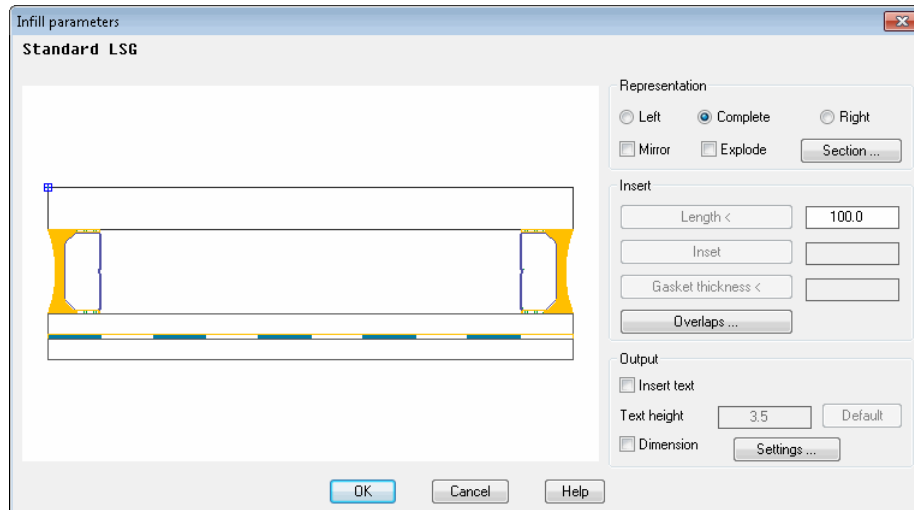 Infill parameters
Standard LSG
Representation
Left Complete Right
Mirror Explode Section ...
Insert
Length < 100.0
Inset
Gasket thickness <
Overlaps ...
Output
Insert text
Text height 3.5 Default
Dimension Settings ...
OK Cancel Help